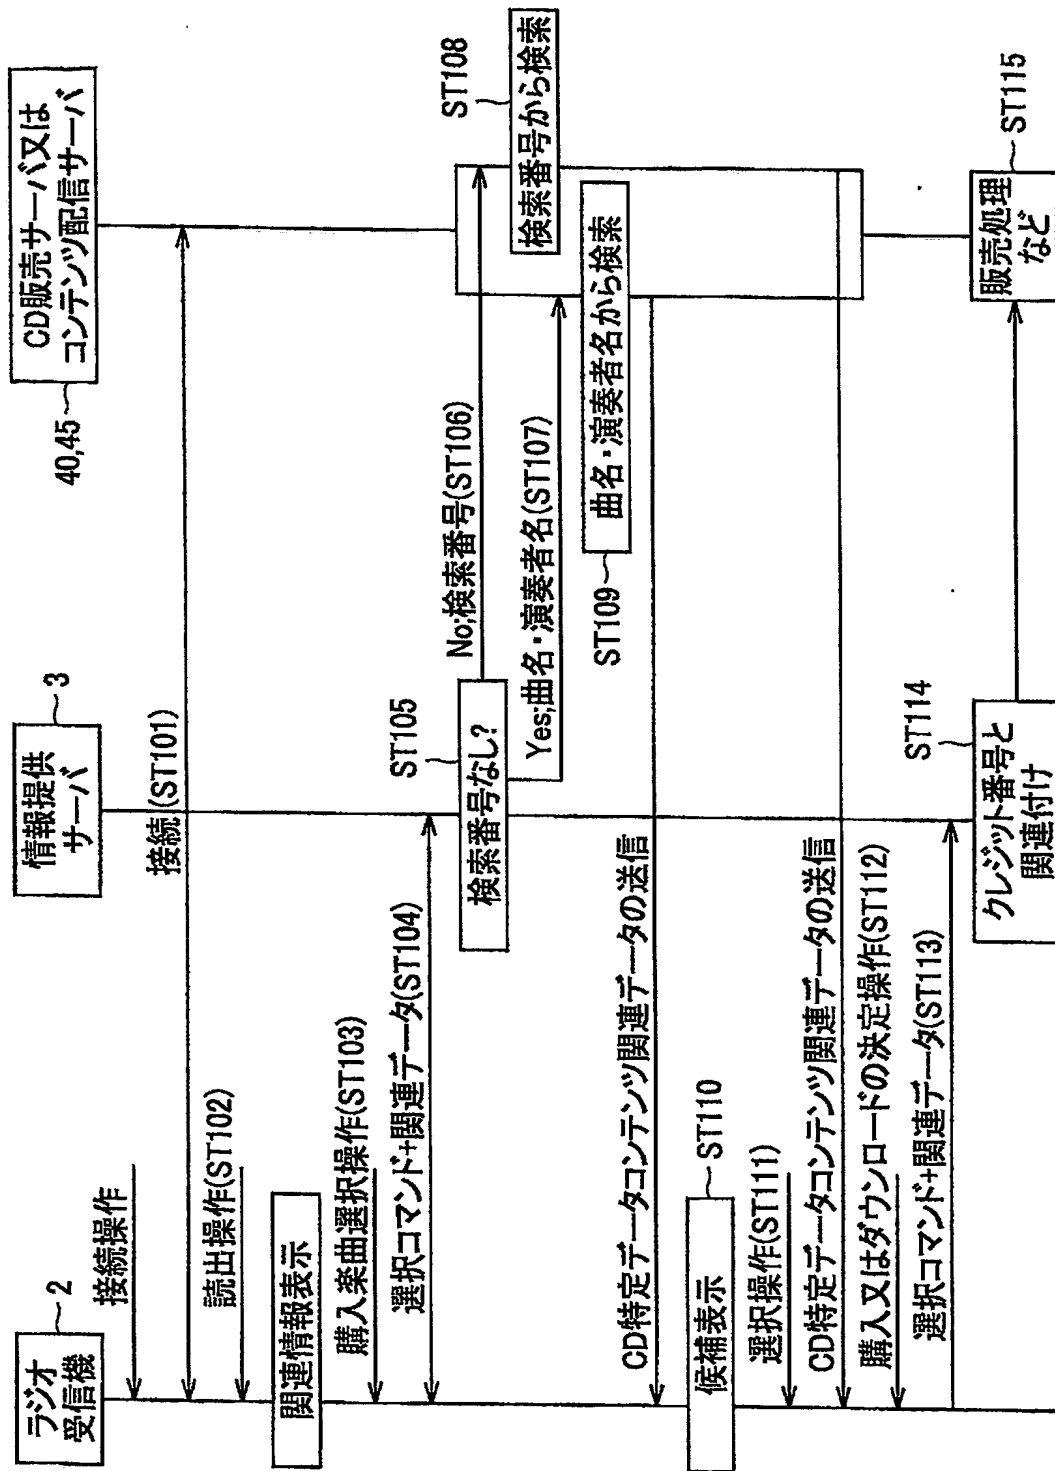 ラジオ
受信機
2
情報提供
サーバ
3
CD販売サーバ又は
コンテンツ配信サーバ
40,45
接続操作
接続(ST101)
読出操作(ST102)
関連情報表示
購入楽曲選択操作(ST103)
選択コマンド+関連データ(ST104)
検索番号なし?
ST105
No;検索番号(ST106)
Yes;曲名・演奏者名(ST107)
検索番号から検索
ST108
曲名・演奏者名から検索
ST109
CD特定データコンテンツ関連データの送信
候補表示
ST110
選択操作(ST111)
CD特定データコンテンツ関連データの送信
購入又はダウンロードの決定操作(ST112)
選択コマンド+関連データ(ST113)
クレジット番号と
関連付け
ST114
販売処理
など
ST115